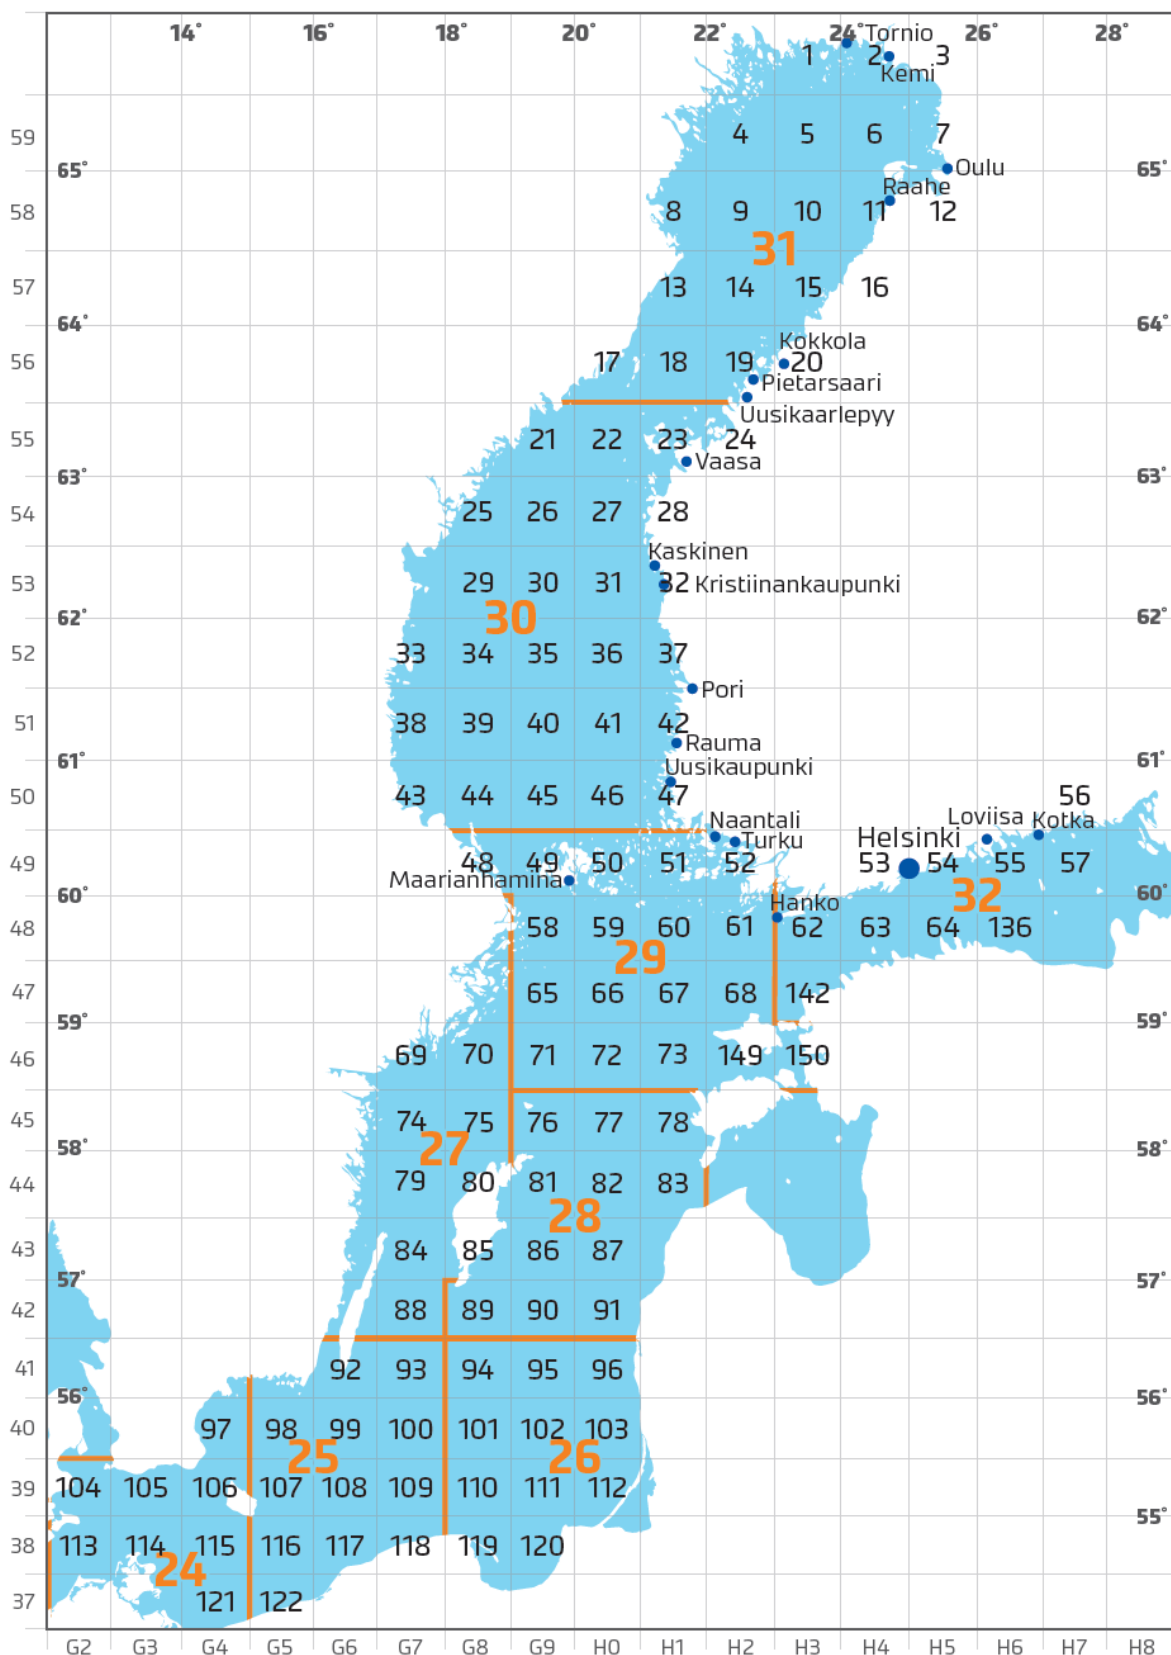 14° 16° 18° 20° 22° 24° 26° 28°
Tornio
1 2 3
Kemi
59 4 5 6 7
65° Oulu 65°
Raahe
58 8 9 10 11 12
31
57 13 14 15 16
64° 64°
Kokkola
56 17 18 19 20
Pietarsaari
Uusikaarlepyy
55 21 22 23 24
Vaasa
63° 63°
54 25 26 27 28
Kaskinen
53 29 30 31 32 Kristiinankaupunki
62° 30 62°
52 33 34 35 36 37
Pori
51 38 39 40 41 42
Rauma
61° 61°
Uusikaupunki
50 43 44 45 46 47 56
Naantali Loviisa Kotka
Turku Helsinki
49 48 49 50 51 52 53 54 55 57
Maarianhamina
60° 32 60°
Hanko
48 58 59 60 61 62 63 64 136
29
47 65 66 67 68 142
59° 59°
46 69 70 71 72 73 149 150
45 74 75 76 77 78
58° 27 58°
44 79 80 81 82 83
28
43 84 85 86 87
57° 57°
42 88 89 90 91
41 92 93 94 95 96
56° 56°
40 97 98 99 100 101 102 103
25 26
39 104 105 106 107 108 109 110 111 112
55°
38 113 114 115 116 117 118 119 120
24
37 121 122
G2 G3 G4 G5 G6 G7 G8 G9 H0 H1 H2 H3 H4 H5 H6 H7 H8